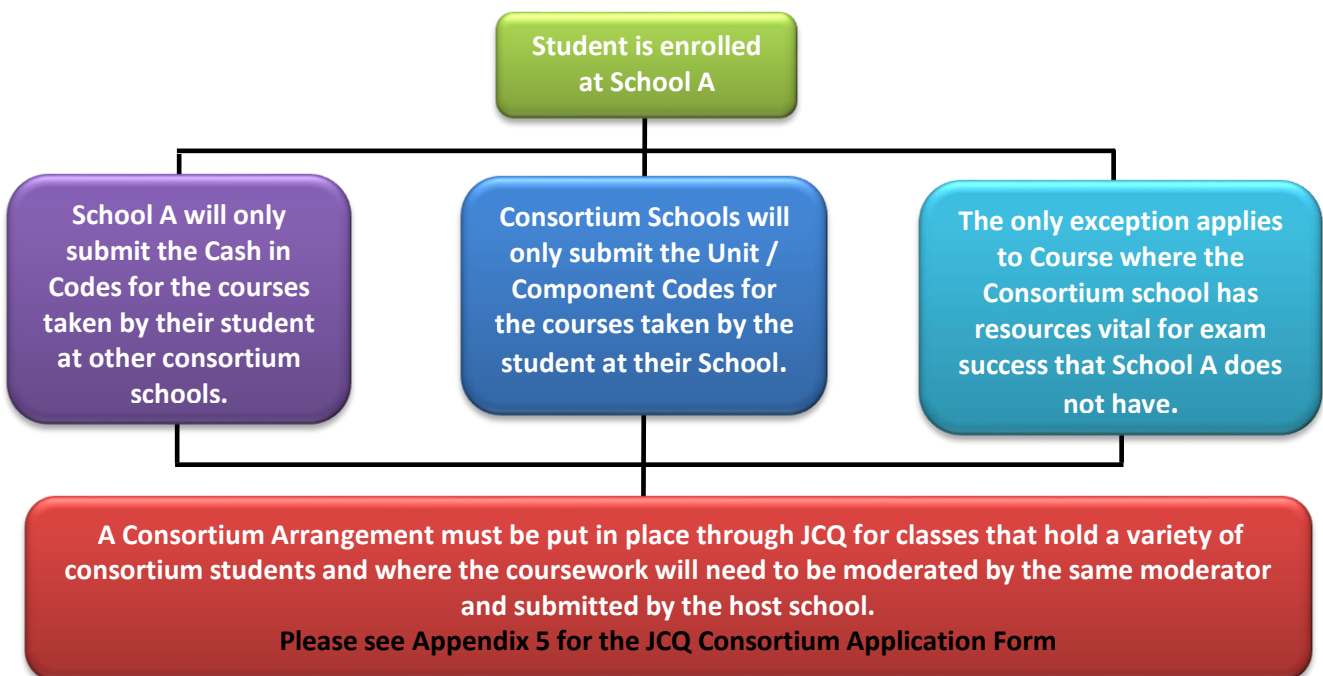 Student is enrolled
at School A
School A will only
submit the Cash in
Codes for the courses
taken by their student
at other consortium
schools.
Consortium Schools will
only submit the Unit /
Component Codes for
the courses taken by the
student at their School.
The only exception applies
to Course where the
Consortium school has
resources vital for exam
success that School A does
not have.
A Consortium Arrangement must be put in place through JCQ for classes that hold a variety of
consortium students and where the coursework will need to be moderated by the same moderator
and submitted by the host school.
Please see Appendix 5 for the JCQ Consortium Application Form